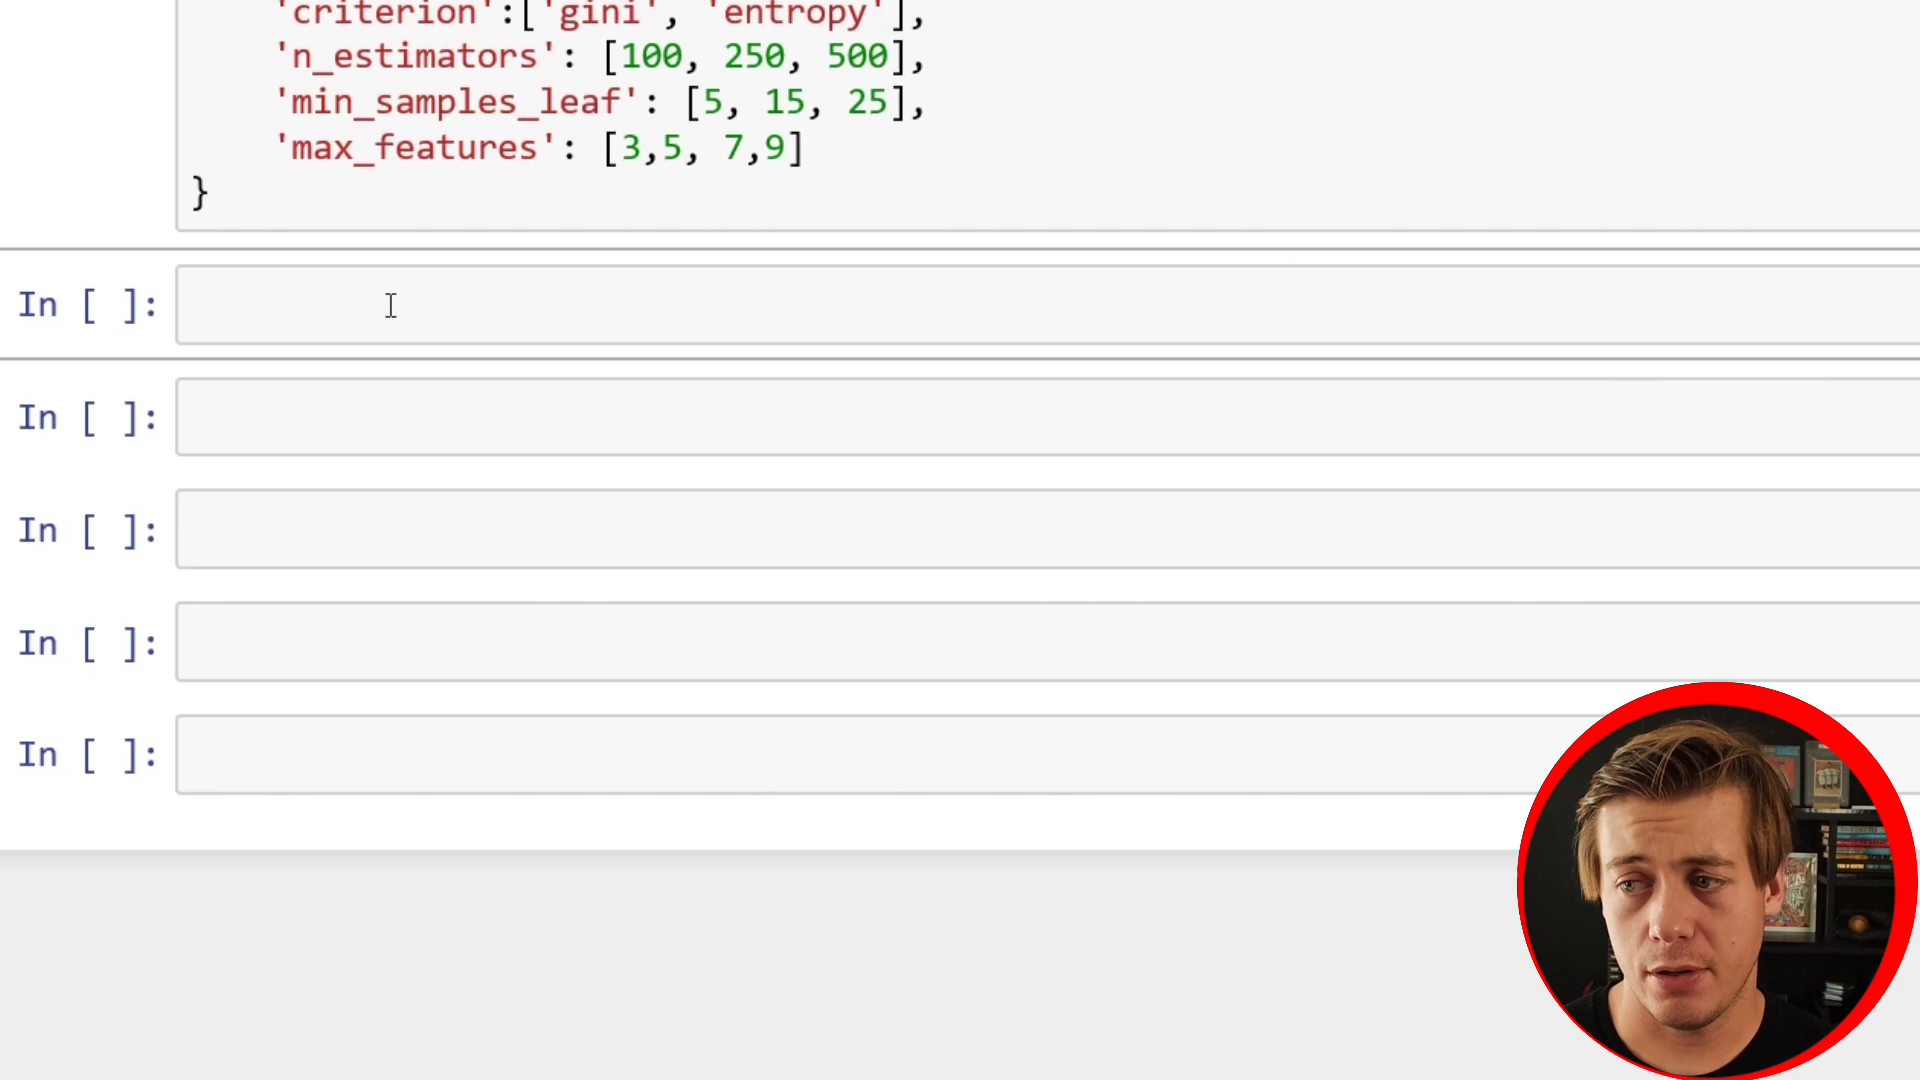 'criterion':['gini', 'entropy'],
'n_estimators': [100, 250, 500],
'min_samples_leaf': [5, 15, 25],
'max_features': [3,5, 7,9]
}
In [ ]:
In [ ]:
In [ ]:
In [ ]:
In [ ]: